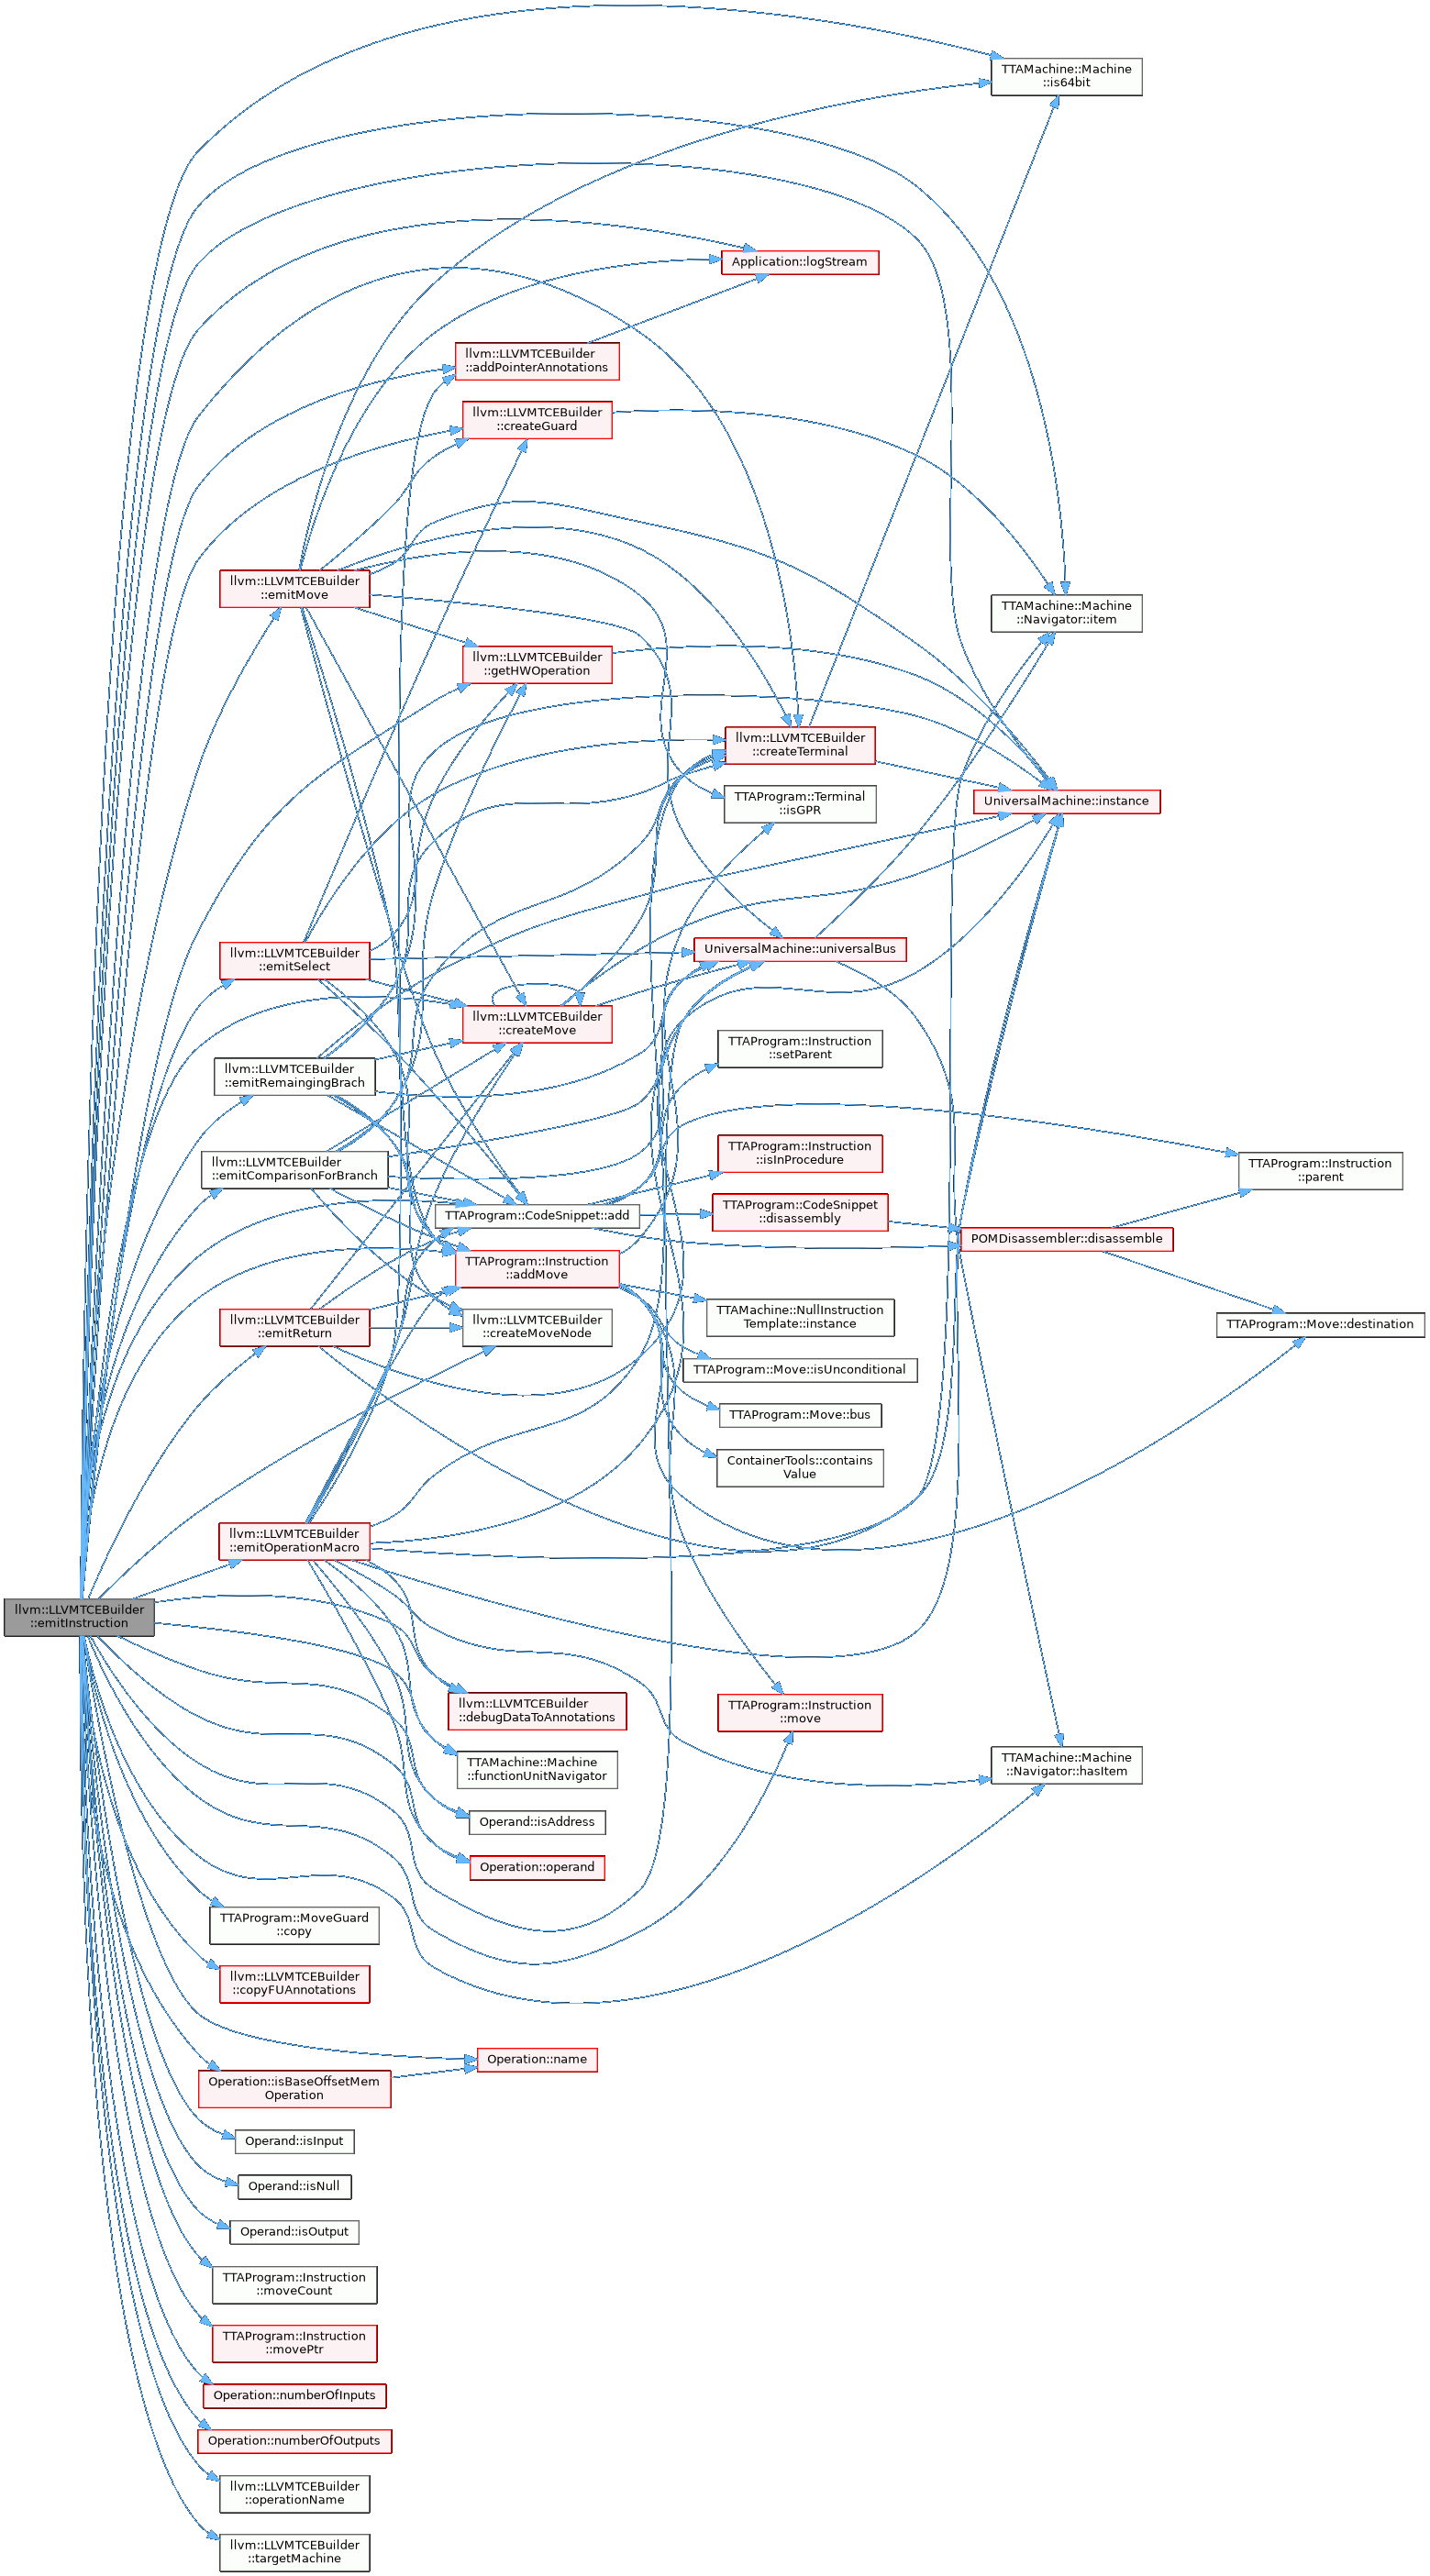 TTAMachine::Machine
::is64bit
Application::logStream
llvm::LLVMTCEBuilder
::addPointerAnnotations
llvm::LLVMTCEBuilder
::createGuard
llvm::LLVMTCEBuilder
::emitMove
TTAMachine::Machine
::Navigator::item
llvm::LLVMTCEBuilder
::getHWOperation
llvm::LLVMTCEBuilder
::createTerminal
TTAProgram::Terminal
::isGPR
UniversalMachine::instance
llvm::LLVMTCEBuilder
::emitSelect
UniversalMachine::universalBus
llvm::LLVMTCEBuilder
::createMove
TTAProgram::Instruction
::setParent
llvm::LLVMTCEBuilder
::emitRemaingingBrach
TTAProgram::Instruction
::isInProcedure
llvm::LLVMTCEBuilder
::emitComparisonForBranch
TTAProgram::Instruction
::parent
TTAProgram::CodeSnippet::add
TTAProgram::CodeSnippet
::disassembly
POMDisassembler::disassemble
TTAProgram::Instruction
::addMove
llvm::LLVMTCEBuilder
::emitReturn
llvm::LLVMTCEBuilder
::createMoveNode
TTAMachine::NullInstruction
Template::instance
TTAProgram::Move::destination
TTAProgram::Move::isUnconditional
TTAProgram::Move::bus
ContainerTools::contains
Value
llvm::LLVMTCEBuilder
::emitOperationMacro
llvm::LLVMTCEBuilder
::emitInstruction
llvm::LLVMTCEBuilder
::debugDataToAnnotations
TTAProgram::Instruction
::move
TTAMachine::Machine
::functionUnitNavigator
TTAMachine::Machine
::Navigator::hasItem
Operand::isAddress
Operation::operand
TTAProgram::MoveGuard
::copy
llvm::LLVMTCEBuilder
::copyFUAnnotations
Operation::name
Operation::isBaseOffsetMem
Operation
Operand::isInput
Operand::isNull
Operand::isOutput
TTAProgram::Instruction
::moveCount
TTAProgram::Instruction
::movePtr
Operation::numberOfInputs
Operation::numberOfOutputs
llvm::LLVMTCEBuilder
::operationName
llvm::LLVMTCEBuilder
::targetMachine